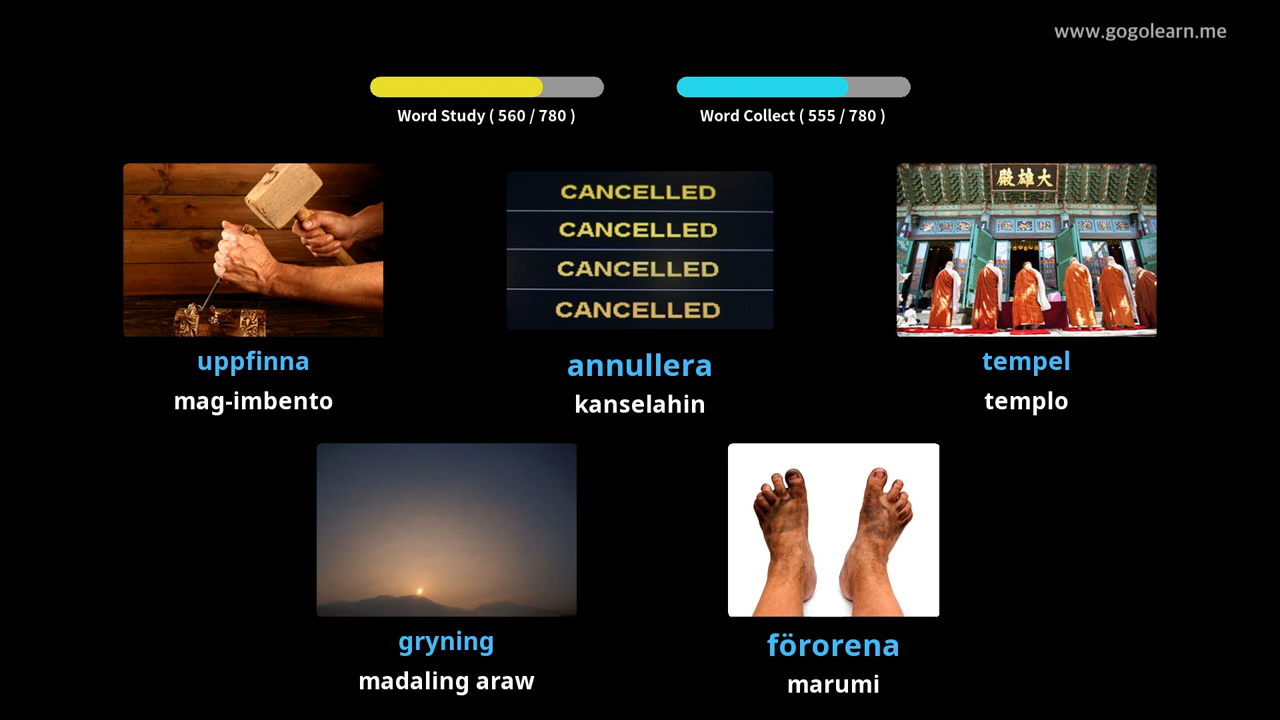 www.gogolearn.me
Word Study ( 560 / 780 )
Word Collect ( 555 / 780 )
CANCELLED
CANCELLED
CANCELLED
CANCELLED
大雄殿
uppfinna
mag-imbento
annullera
kanselahin
tempel
templo
gryning
madaling araw
förorena
marumi